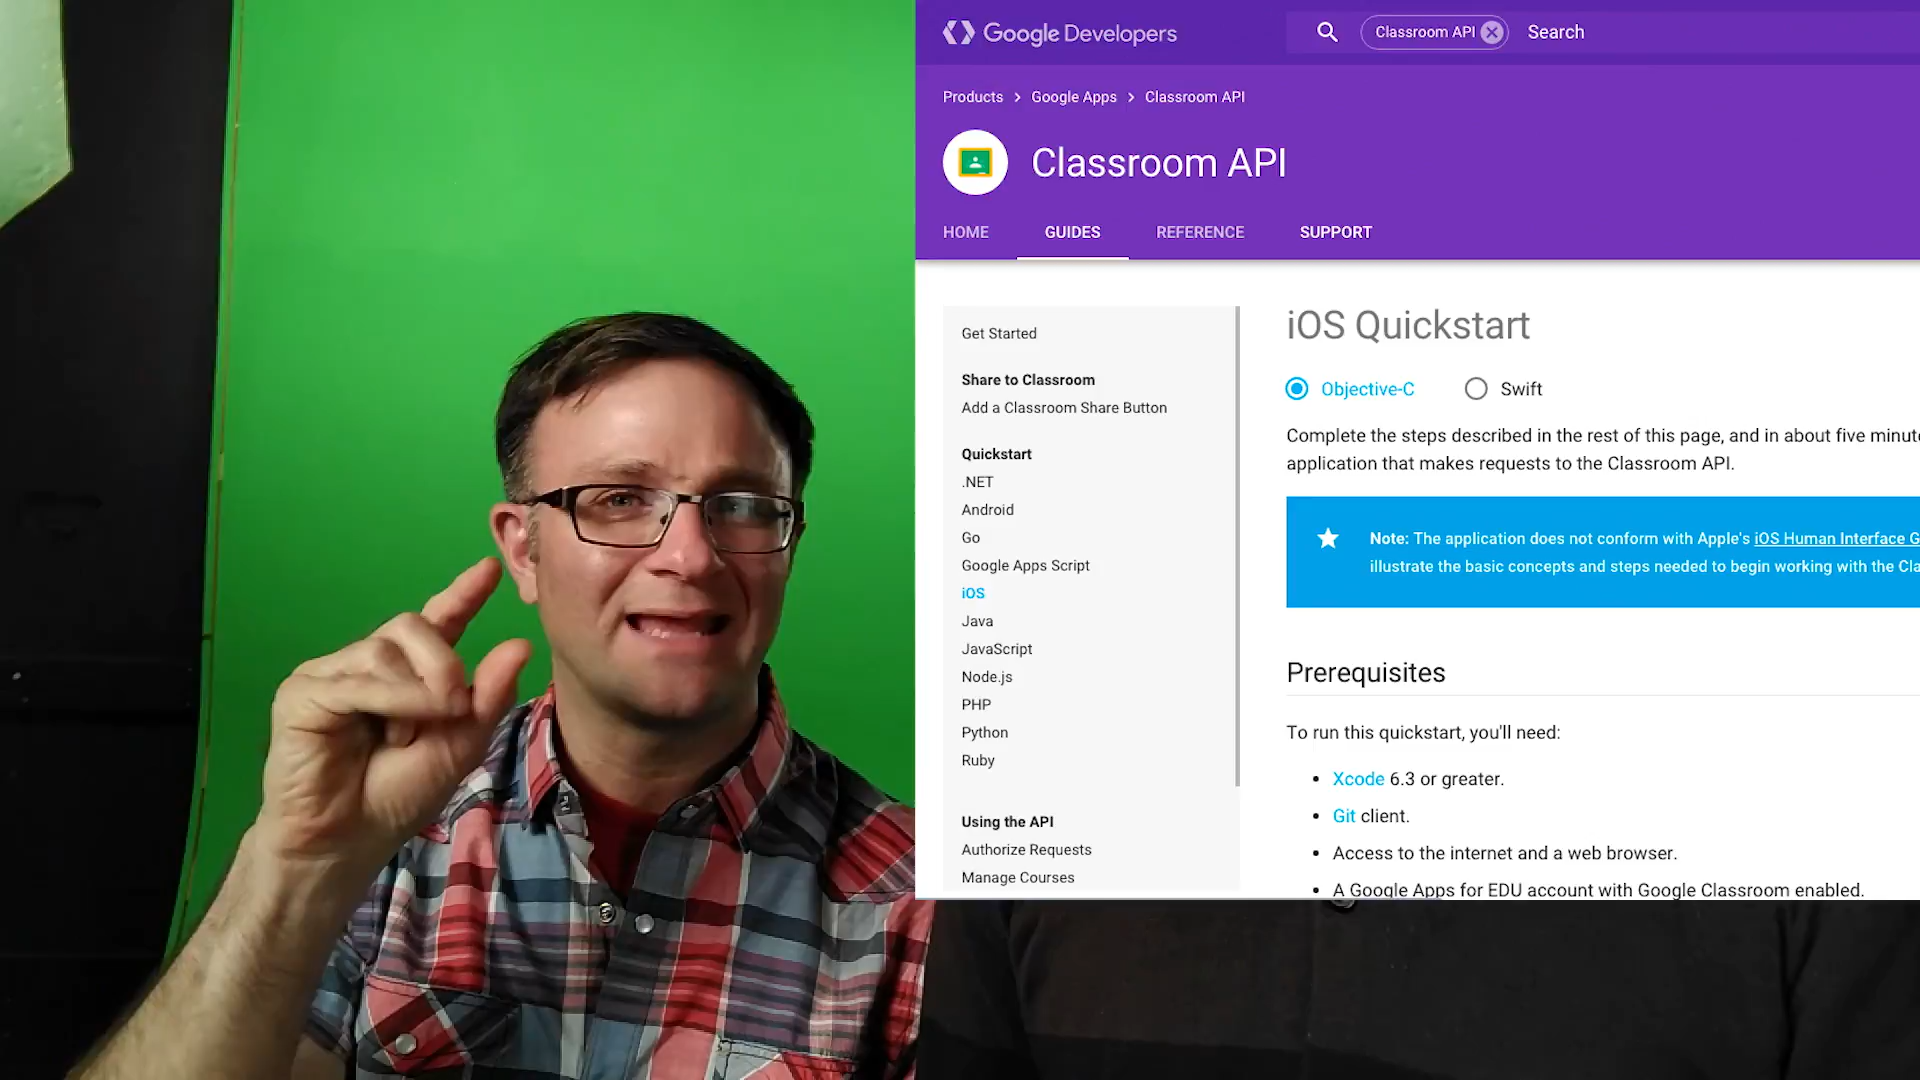 Google Developers
Classroom API
Search
Products > Google Apps > Classroom API
Classroom API
HOME GUIDES REFERENCE SUPPORT
Get Started
Share to Classroom
Add a Classroom Share Button
Quickstart
.NET
Android
Go
Google Apps Script
iOS
Java
JavaScript
Node.js
PHP
Python
Ruby
Using the API
Authorize Requests
Manage Courses
iOS Quickstart
Objective-C Swift
Complete the steps described in the rest of this page, and in about five
application that makes requests to the Classroom API.
Note: The application does not conform with Apple's iOS Human Interface
illustrate the basic concepts and steps needed to begin working with the
Prerequisites
To run this quickstart, you'll need:
• Xcode 6.3 or greater.
• Git client.
• Access to the internet and a web browser.
• A Google Apps for EDU account with Google Classroom enabled.